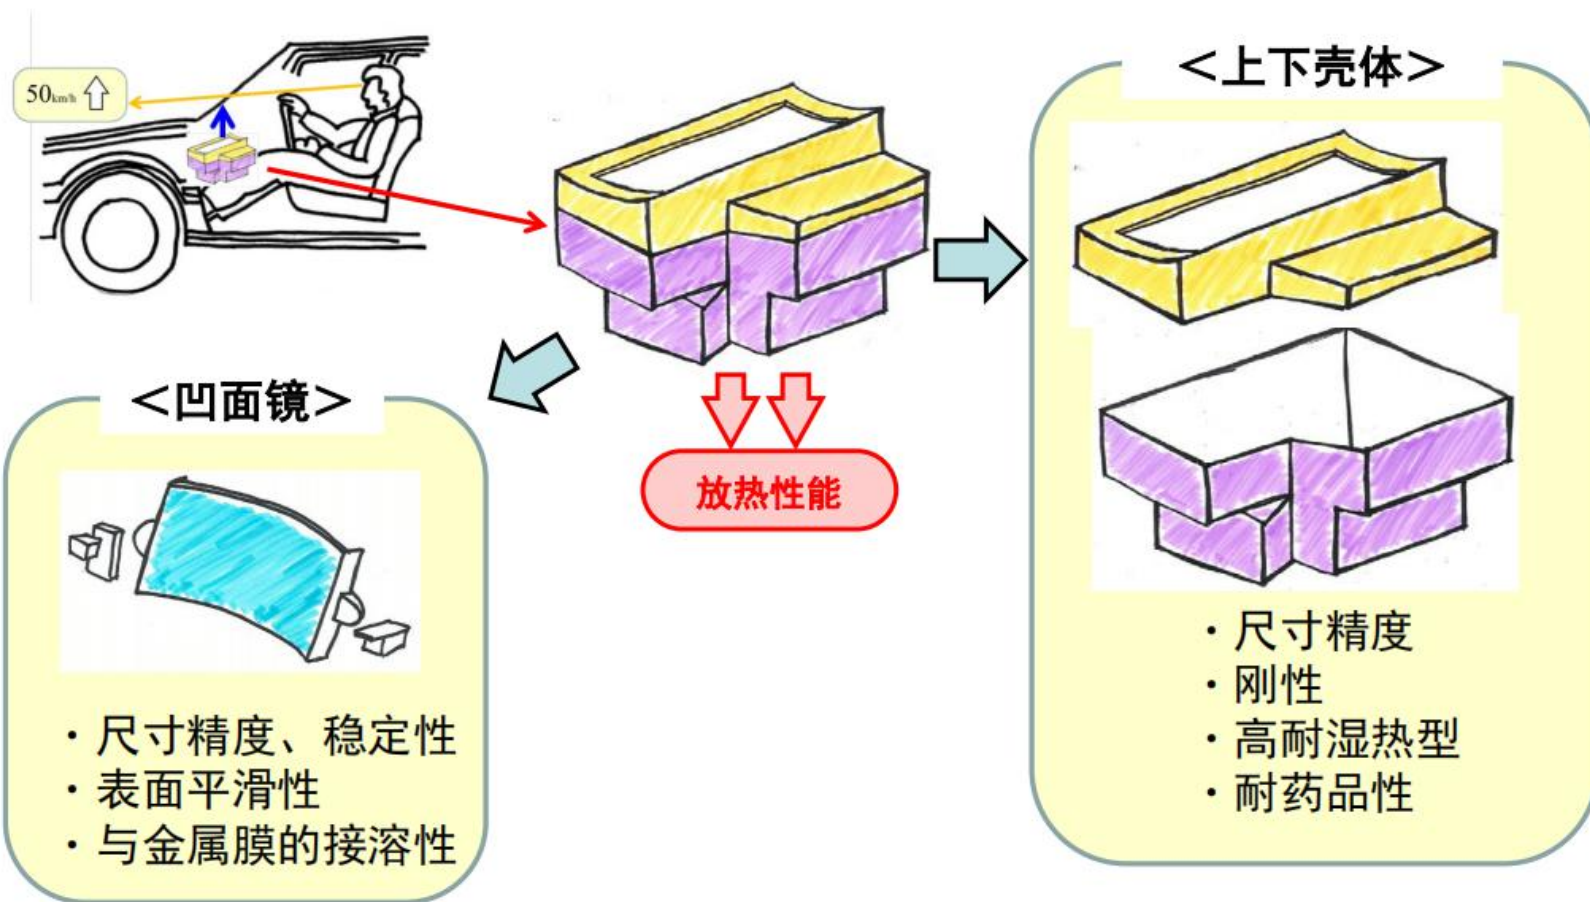 50km/h
＜上下壳体＞
＜凹面镜＞
放热性能
・尺寸精度
・刚性
・高耐湿热型
・耐药品性
・尺寸精度、稳定性
・表面平滑性
・与金属膜的接溶性